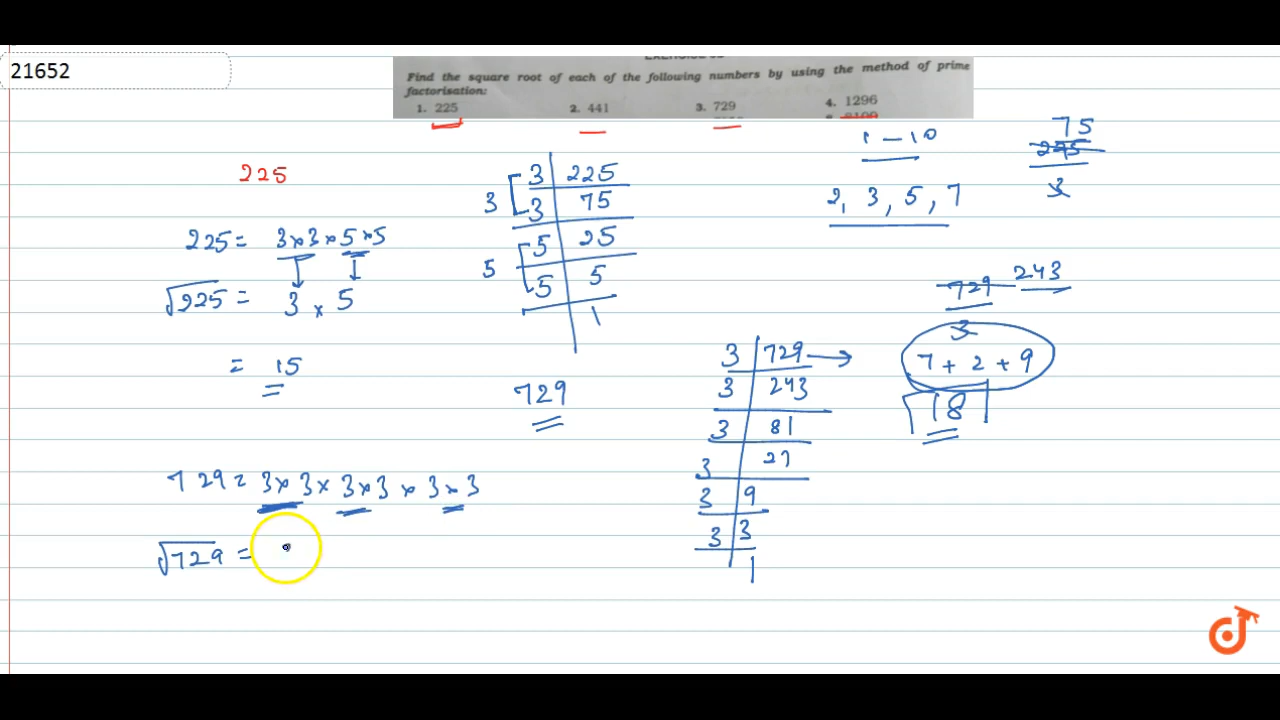 21652
Find the square root of each of the following numbers by using the method of prime
factorisation:
1. 225 2. 441 3. 729 4. 1296
225
225 = 3 × 3 × 5 × 5
√225 = 3 × 5
= 15
3 3 225
3 75
5 5 25
5 5
1
1 – 10
2, 3, 5, 7
75
225
3
729
729 = 3 × 3 × 3 × 3 × 3 × 3
√729 =
3 729
3 243
3 81
3 27
3 9
3 3
1
729 243
3
7 + 2 + 9
18